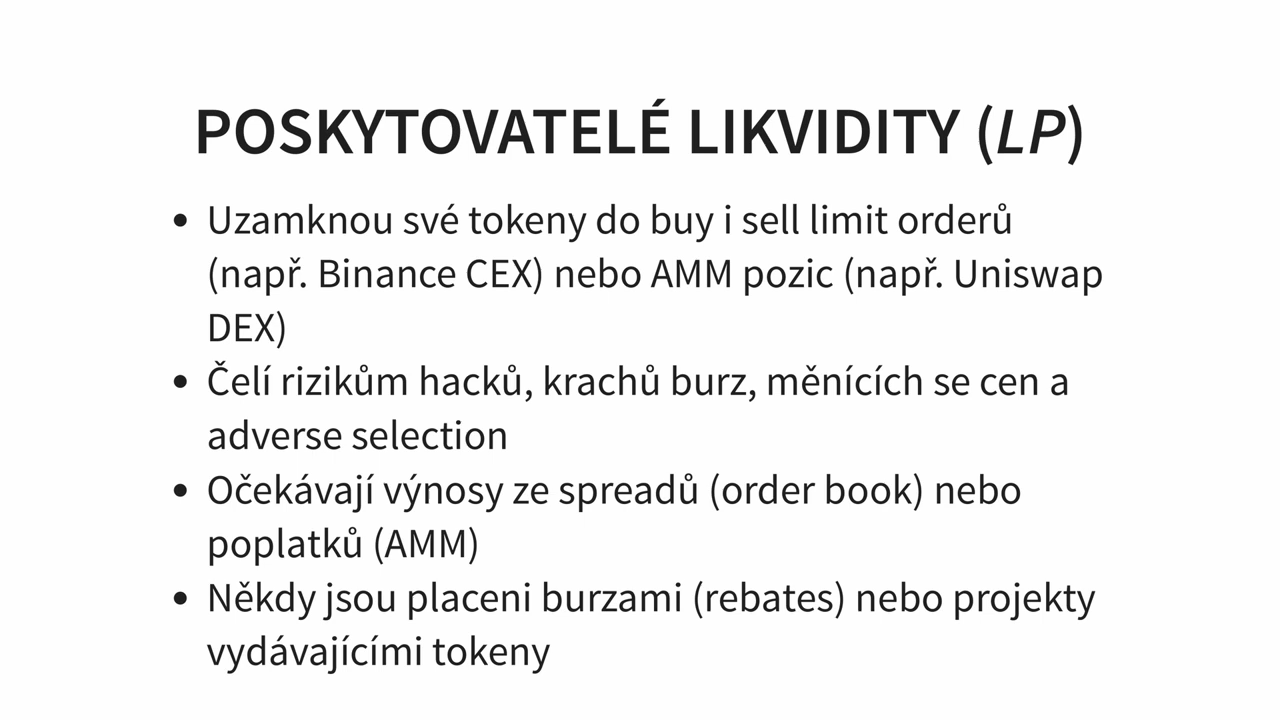 POSKYTOVATELÉ LIKVIDITY (LP)
• Uzamknou své tokeny do buy i sell limit orderů
(např. Binance CEX) nebo AMM pozic (např. Uniswap
DEX)
• Čelí rizikům hacků, krachů burz, měnících se cen a
adverse selection
• Očekávají výnosy ze spreadů (order book) nebo
poplatků (AMM)
• Někdy jsou placeni burzami (rebates) nebo projekty
vydávajícími tokeny